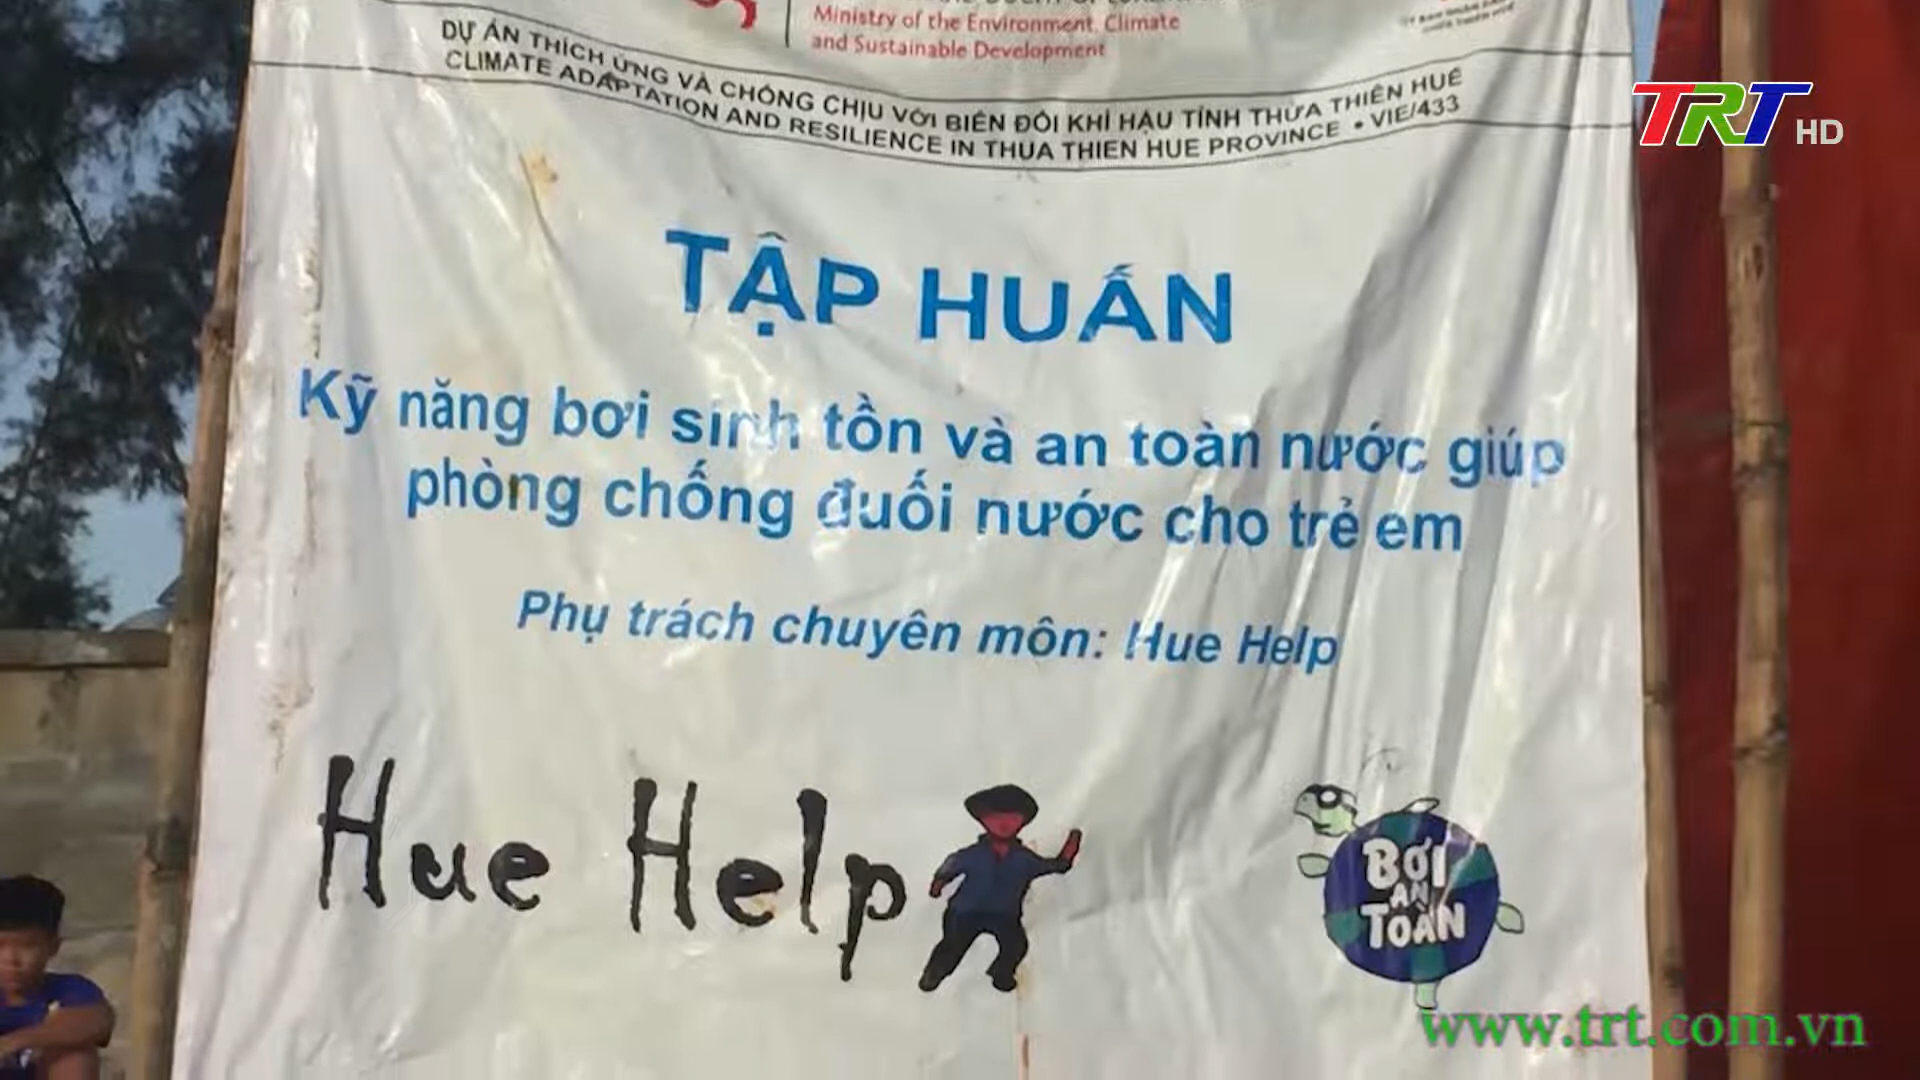 Ministry of the Environment, Climate
and Sustainable Development
DỰ ÁN THÍCH ỨNG VÀ CHỐNG CHỊU VỚI BIẾN ĐỔI KHÍ HẬU TỈNH THỪA THIÊN HUẾ
CLIMATE ADAPTATION AND RESILIENCE IN THUA THIEN HUE PROVINCE • VIE/433
TRT HD
TẬP HUẤN
Kỹ năng bơi sinh tồn và an toàn nước giúp
phòng chống đuối nước cho trẻ em
Phụ trách chuyên môn: Hue Help
Hue Help
BƠI
AN
TOÀN
www.trt.com.vn